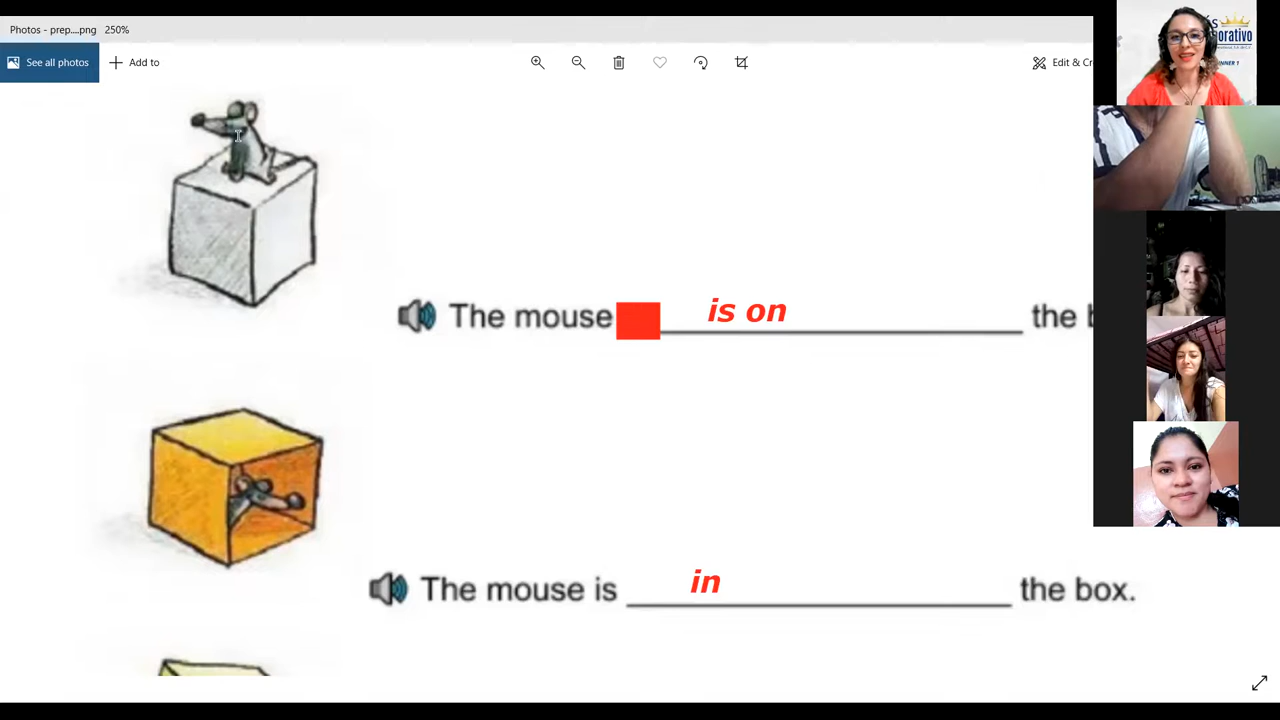 Photos - prep....png 250%
See all photos
Add to
Edit &
The mouse is on the
The mouse is in the box.